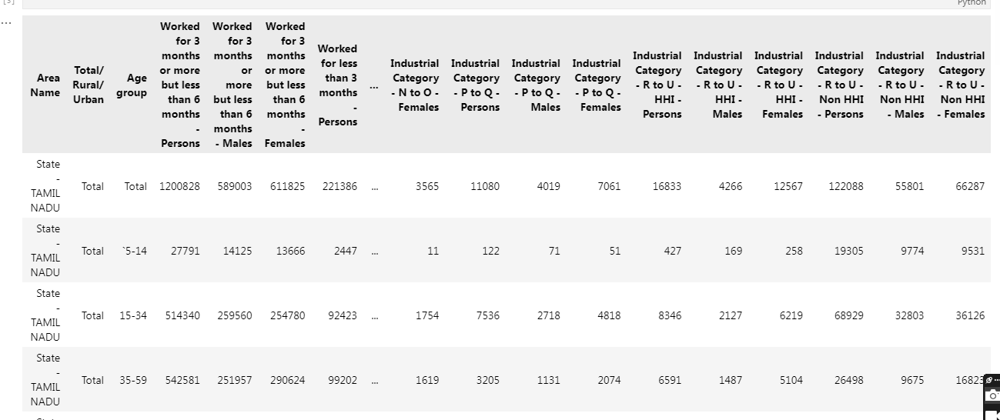 [3]
Python
...
Area Name	Total/ Rural/ Urban	Age group	Worked for 3 months or more but less than 6 months - Persons	Worked for 3 months or more but less than 6 months - Males	Worked for 3 months or more but less than 6 months - Females	Worked for less than 3 months - Persons	...	Industrial Category - N to O - Females	Industrial Category - P to Q - Persons	Industrial Category - P to Q - Males	Industrial Category - P to Q - Females	Industrial Category - R to U - HHI - Persons	Industrial Category - R to U - HHI - Males	Industrial Category - R to U - HHI - Females	Industrial Category - R to U - Non HHI - Persons	Industrial Category - R to U - Non HHI - Males	Industrial Category - R to U - Non HHI - Females
State - TAMIL NADU	Total	Total	1200828	589003	611825	221386	...	3565	11080	4019	7061	16833	4266	12567	122088	55801	66287
State - TAMIL NADU	Total	`5-14	27791	14125	13666	2447	...	11	122	71	51	427	169	258	19305	9774	9531
State - TAMIL NADU	Total	15-34	514340	259560	254780	92423	...	1754	7536	2718	4818	8346	2127	6219	68929	32803	36126
State - TAMIL NADU	Total	35-59	542581	251957	290624	99202	...	1619	3205	1131	2074	6591	1487	5104	26498	9675	16823